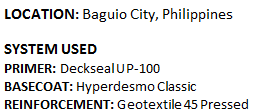 LOCATION: Baguio City, Philippines
SYSTEM USED
PRIMER: Deckseal UP-100
BASECOAT: Hyperdesmo Classic
REINFORCEMENT: Geotextile 45 Pressed